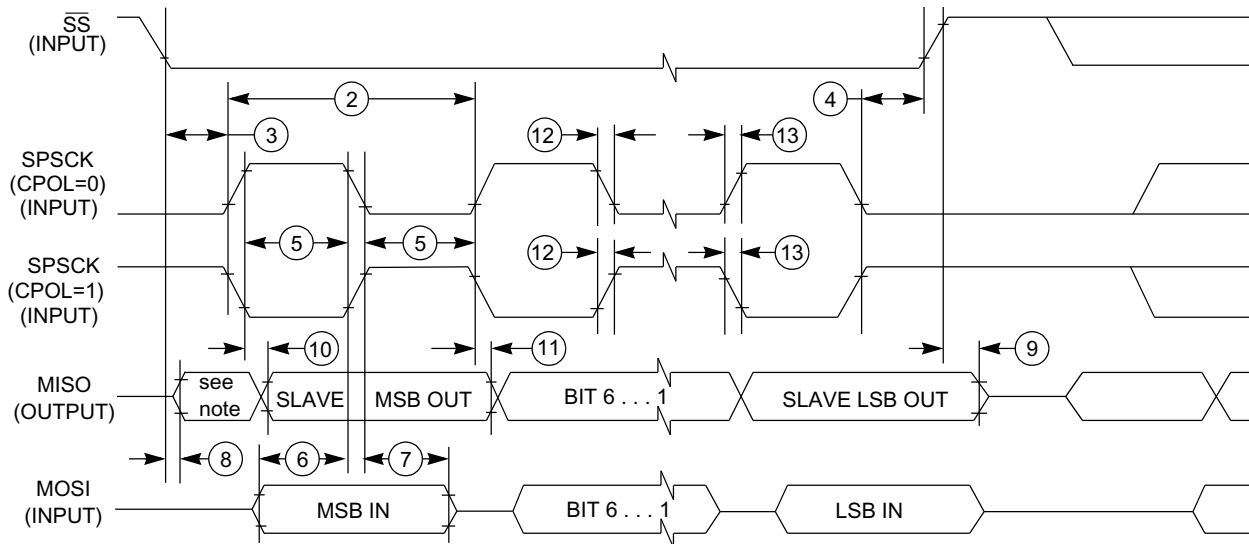 SS
(INPUT)
2
4
3
12
13
SPSCK
(CPOL=0)
(INPUT)
5
5
12
13
SPSCK
(CPOL=1)
(INPUT)
10
11
9
MISO
(OUTPUT)
see
note
SLAVE
MSB OUT
BIT 6 . . . 1
SLAVE LSB OUT
8
6
7
MOSI
(INPUT)
MSB IN
BIT 6 . . . 1
LSB IN